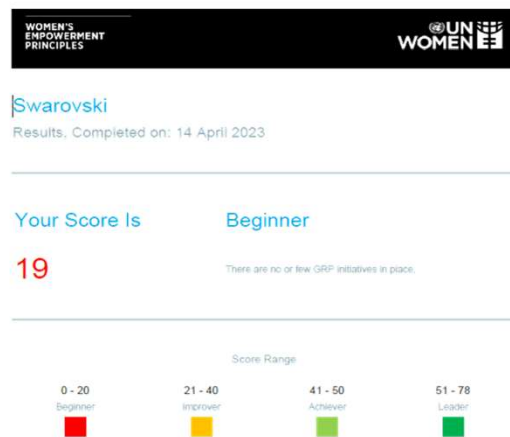 WOMEN'S
EMPOWERMENT
PRINCIPLES
UN
WOMEN
Swarovski
Results, Completed on: 14 April 2023
Your Score Is
Beginner
19
There are no or few GRP initiatives in place.
Score Range
0 - 20
21 - 40
41 - 50
51 - 78
Beginner
Improver
Achiever
Leader